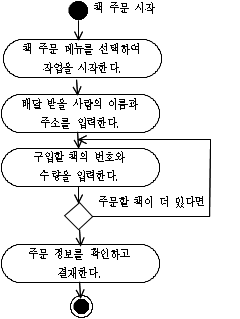 책 주문 시작
책 주문 메뉴를 선택하여
작업을 시작한다.
배달 받을 사람의 이름과
주소를 입력한다.
구입할 책의 번호와
수량을 입력한다.
주문할 책이 더 있다면
주문 정보를 확인하고
결재한다.